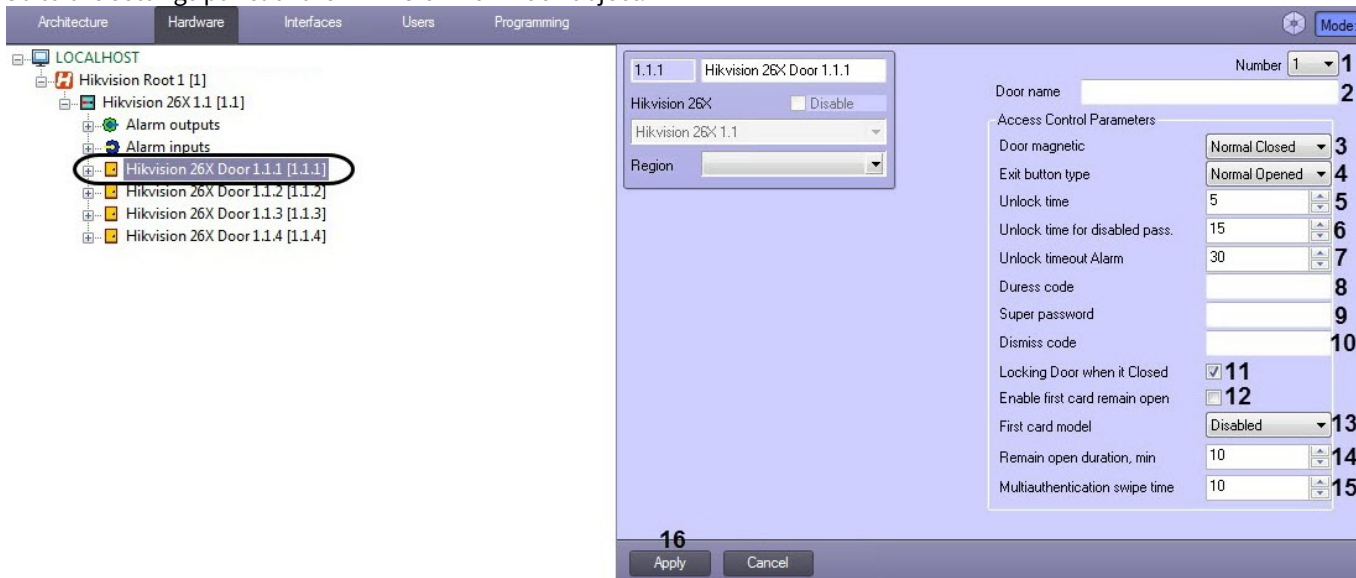 Architecture Hardware Interfaces Users Programming Mode:
LOCALHOST
Hikvision Root 1 [1]
Hikvision 26X 1.1 [1.1]
Alarm outputs
Alarm inputs
Hikvision 26X Door 1.1.1 [1.1.1]
Hikvision 26X Door 1.1.2 [1.1.2]
Hikvision 26X Door 1.1.3 [1.1.3]
Hikvision 26X Door 1.1.4 [1.1.4]
1.1.1 Hikvision 26X Door 1.1.1
Hikvision 26X Disable
Hikvision 26X 1.1
Region
Number 1 1
Door name 2
Access Control Parameters
Door magnetic Normal Closed 3
Exit button type Normal Opened 4
Unlock time 5 5
Unlock time for disabled pass. 15 6
Unlock timeout Alarm 30 7
Duress code 8
Super password 9
Dismiss code 10
Locking Door when it Closed 11
Enable first card remain open 12
First card model Disabled 13
Remain open duration, min 10 14
Multiauthentication swipe time 10 15
16
Apply Cancel